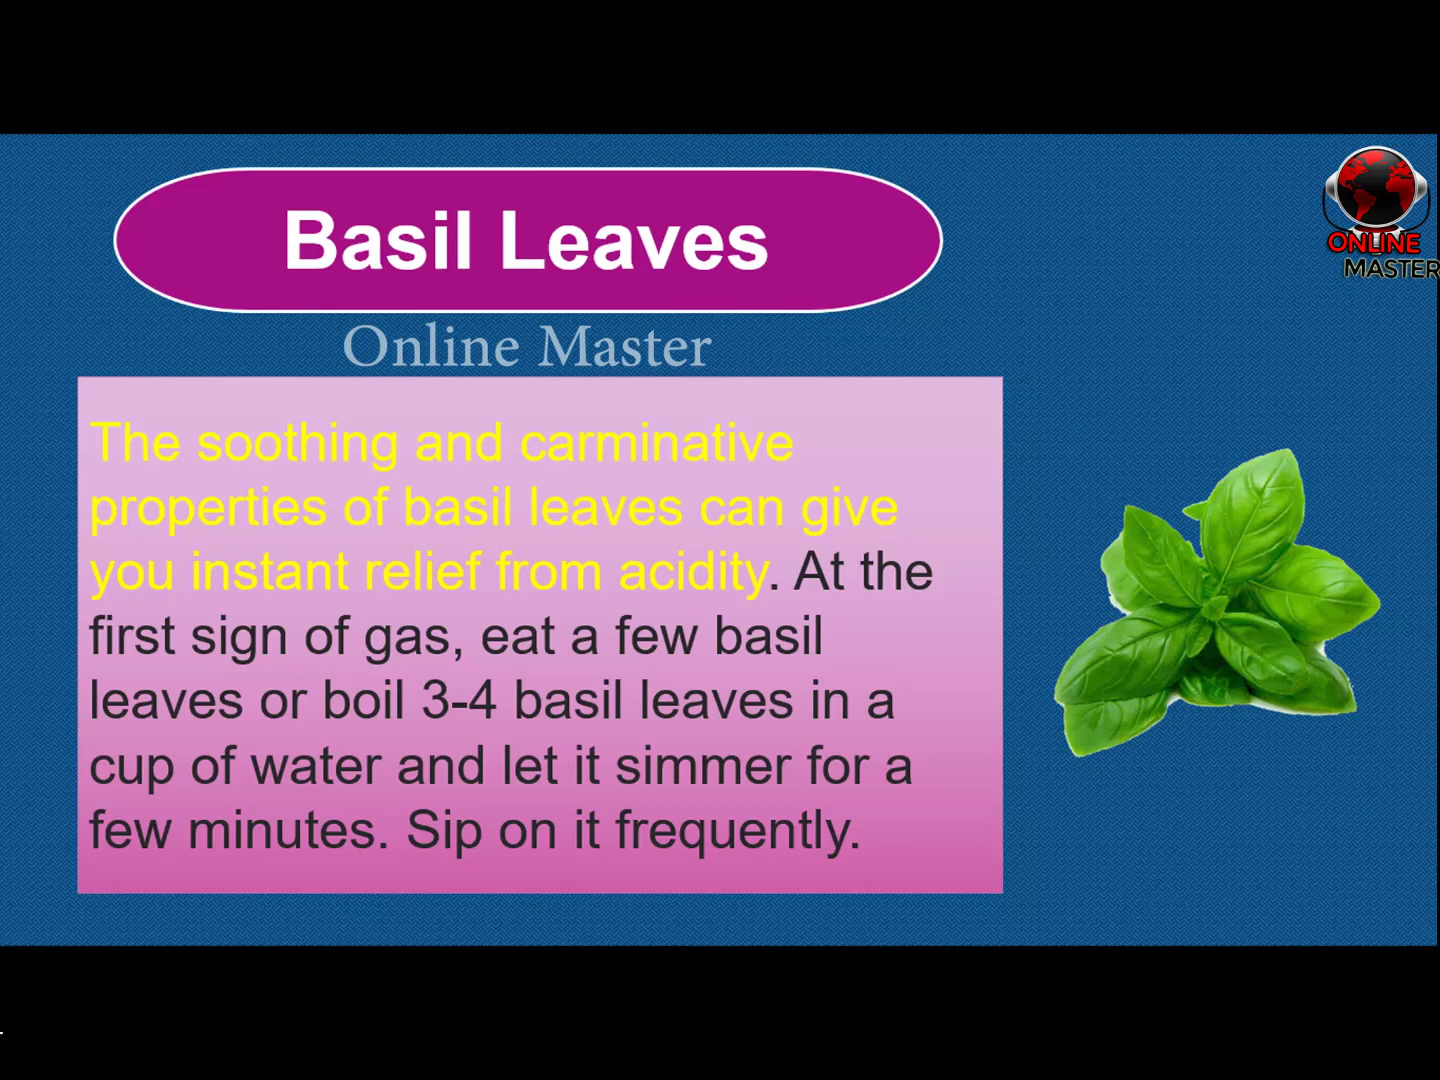 Basil Leaves
ONLINE
MASTER
Online Master
The soothing and carminative
properties of basil leaves can give
you instant relief from acidity. At the
first sign of gas, eat a few basil
leaves or boil 3-4 basil leaves in a
cup of water and let it simmer for a
few minutes. Sip on it frequently.